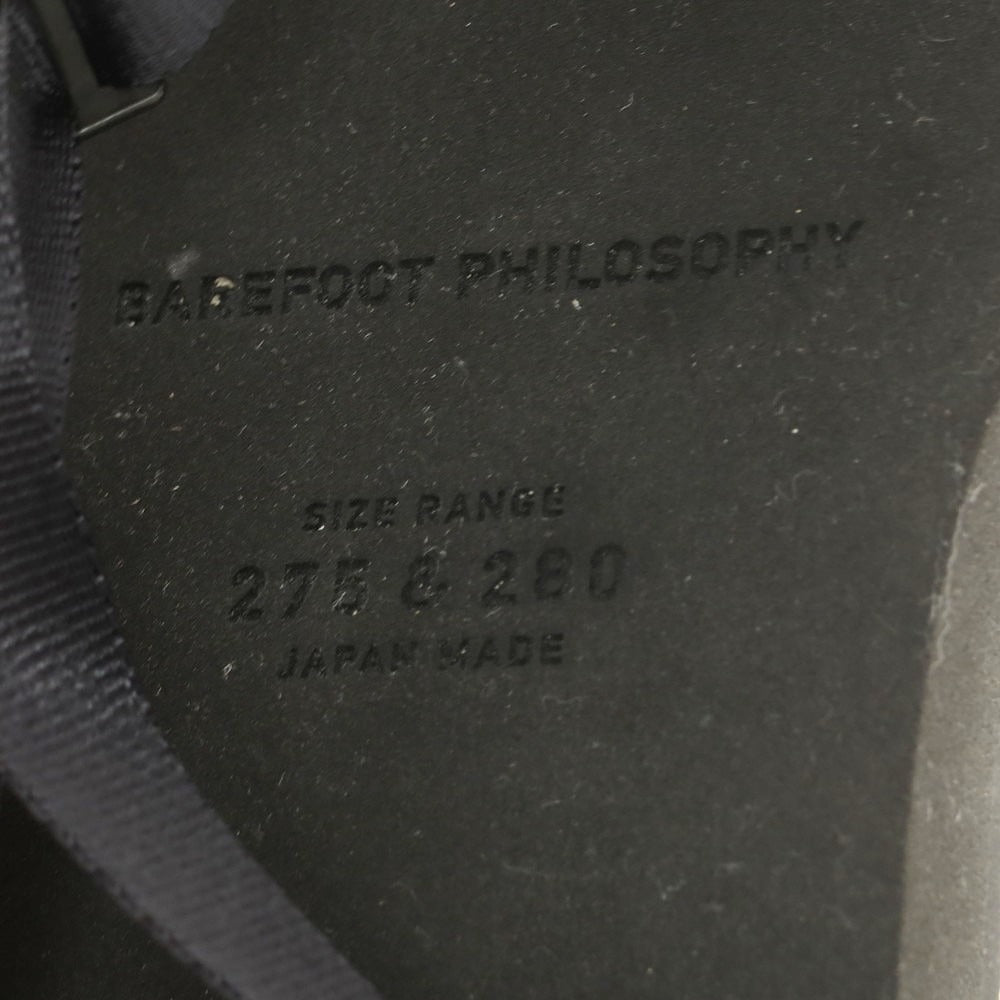 BAREFOOT PHILOSOPHY
SIZE RANGE
275 & 280
JAPAN MADE